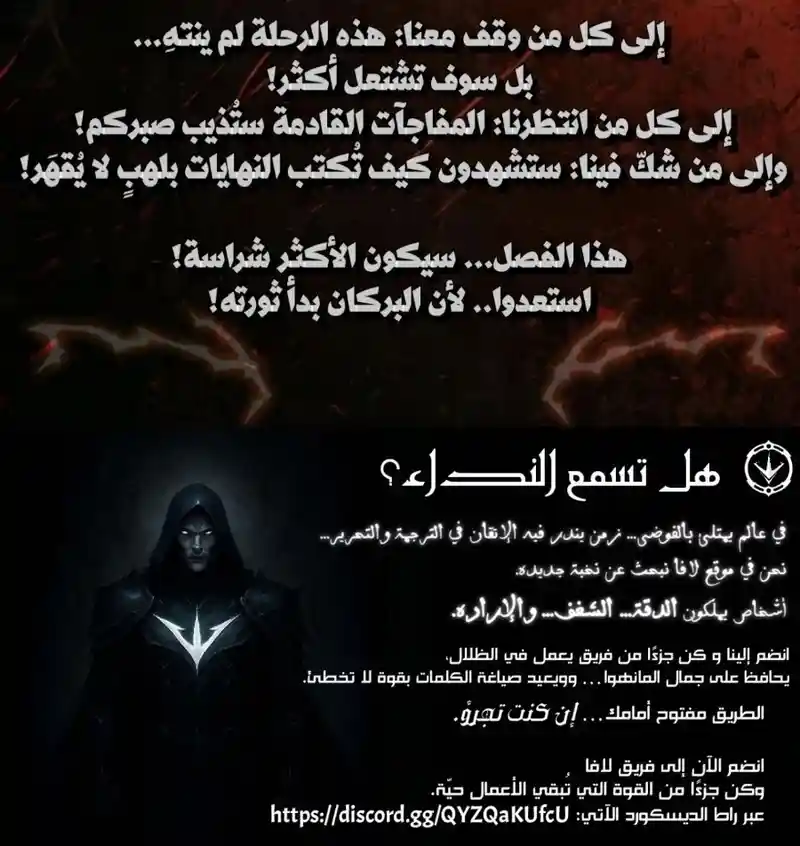 إلى كل من وقف معنا: هذه الرحلة لم ينتهِ...
بل سوف تشتعل أكثر!
إلى كل من انتظرنا: المفاجآت القادمة ستُذيب صبركم!
وإلى من شكّ فينا: ستشهدون كيف تُكتب النهايات بلهبٍ لا يُقهَر!
هذا الفصل... سيكون الأكثر شراسة!
استعدوا.. لأن البركان بدأ ثورته!
هل تسمع النداء؟
في عالم يمتلئ بالفوضى... زمن يندر فيه الإتقان في الترجمة والتحرير...
نحن في موقع لافا نبحث عن نخبة جديدة.
أشخاص يملكون الدقة... الشغف... والإرادة.
انضم إلينا و كن جزءًا من فريق يعمل في الظلال،
يحافظ على جمال المانهوا... وويعيد صياغة الكلمات بقوة لا تخطئ.
الطريق مفتوح أمامك... إن كنت تجرؤ.
انضم الآن إلى فريق لافا
وكن جزءًا من القوة التي تُبقي الأعمال حيّة.
عبر راط الديسكورد الآتي: https://discord.gg/QYZQaKUfcU